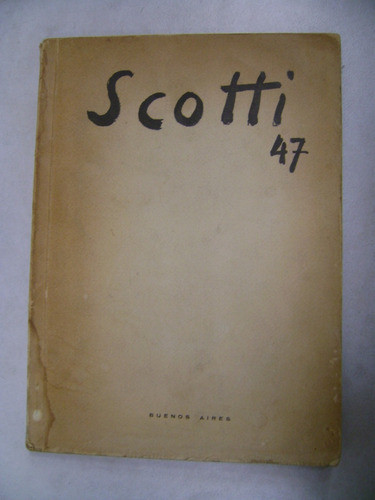 Scotti
47
BUENOS AIRES